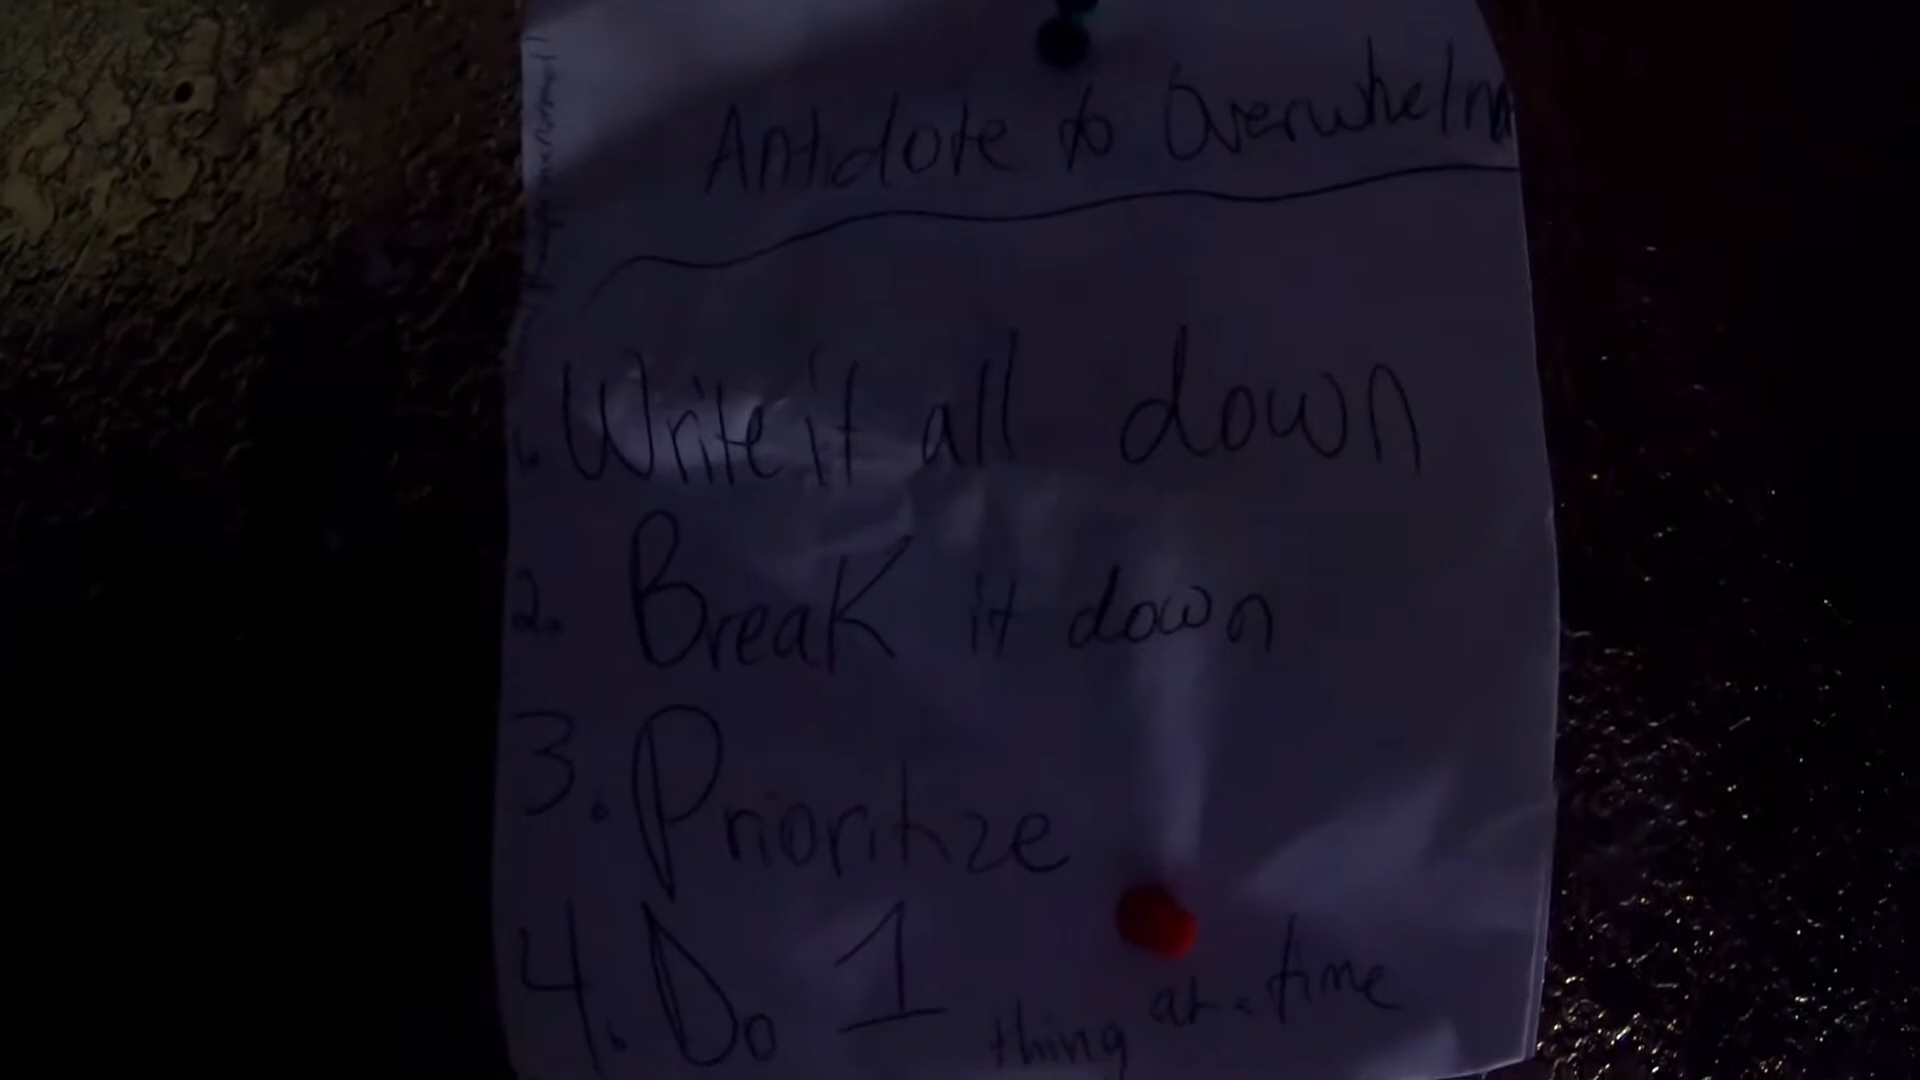 Antidote to Overwhelm
1. Write it all down
2. Break it down
3. Prioritize
4. Do 1 thing at a time